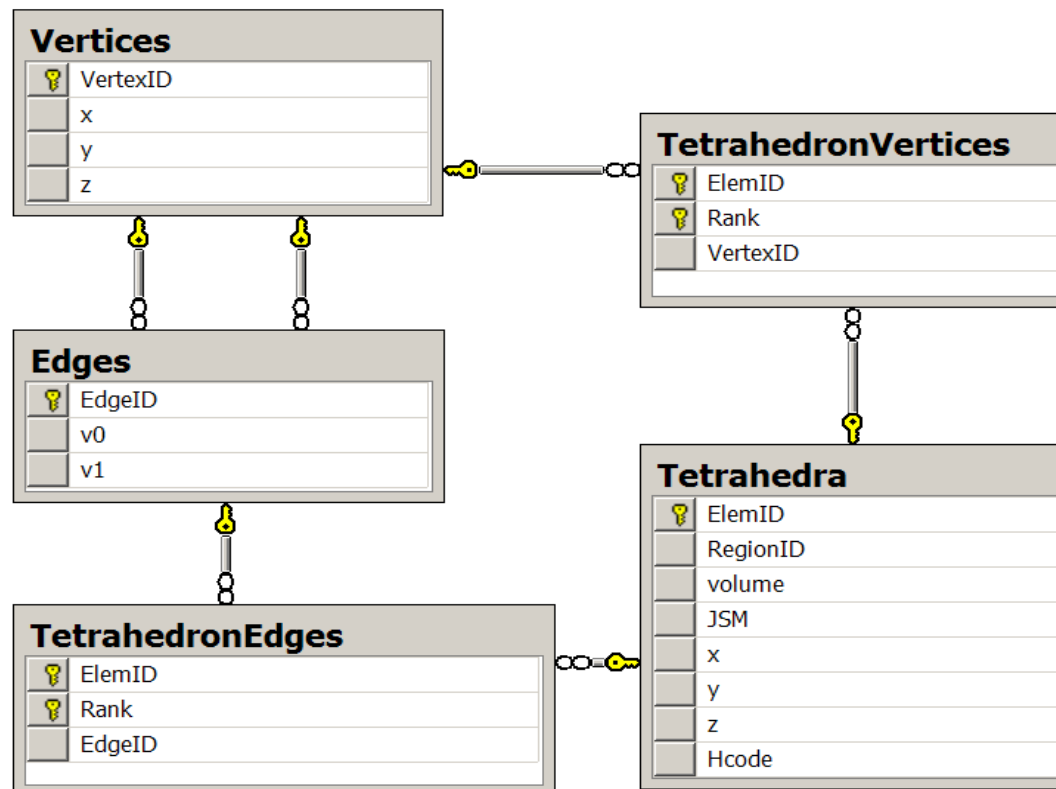 Vertices
VertexID
x
y
z
TetrahedronVertices
ElemID
Rank
VertexID
Edges
EdgeID
v0
v1
Tetrahedra
ElemID
RegionID
volume
JSM
x
y
z
Hcode
TetrahedronEdges
ElemID
Rank
EdgeID